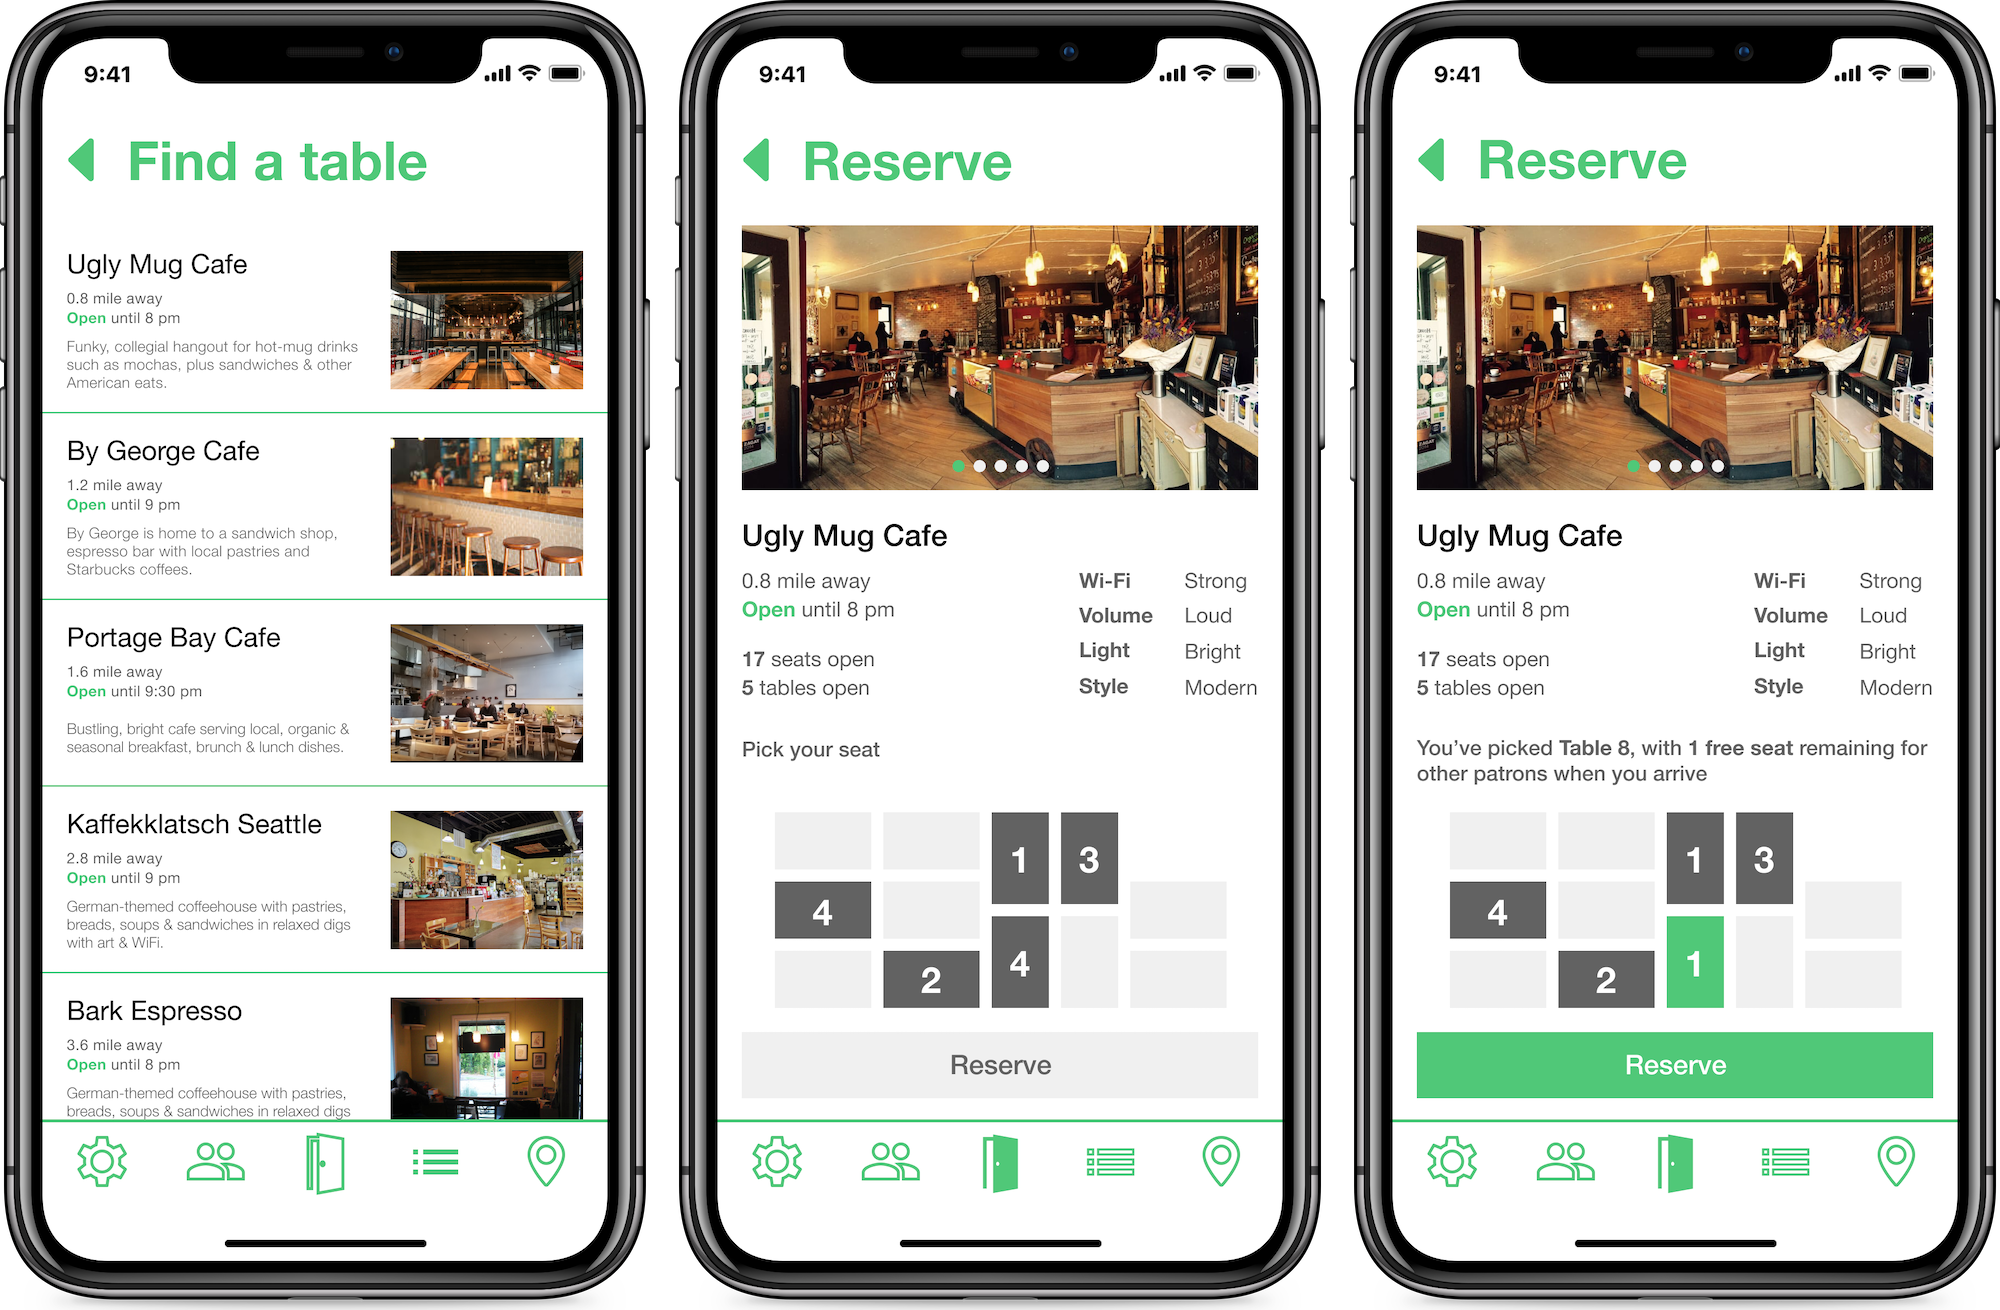 9:41
Find a table
Ugly Mug Cafe
0.8 mile away
Open until 8 pm
Funky, collegial hangout for hot-mug drinks
such as mochas, plus sandwiches & other
American eats.
By George Cafe
1.2 mile away
Open until 9 pm
By George is home to a sandwich shop,
espresso bar with local pastries and
Starbucks coffees.
Portage Bay Cafe
1.6 mile away
Open until 9:30 pm
Bustling, bright cafe serving local, organic &
seasonal breakfast, brunch & lunch dishes.
Kaffekklatsch Seattle
2.8 mile away
Open until 9 pm
German-themed coffeehouse with pastries,
breads, soups & sandwiches in relaxed digs
with art & WiFi.
Bark Espresso
3.6 mile away
Open until 8 pm
German-themed coffeehouse with pastries,
breads, soups & sandwiches in relaxed digs
9:41
Reserve
Ugly Mug Cafe
0.8 mile away
Open until 8 pm
17 seats open
5 tables open
Wi-Fi Strong
Volume Loud
Light Bright
Style Modern
Pick your seat
1 3
4
2 4
Reserve
9:41
Reserve
Ugly Mug Cafe
0.8 mile away
Open until 8 pm
17 seats open
5 tables open
Wi-Fi Strong
Volume Loud
Light Bright
Style Modern
You've picked Table 8, with 1 free seat remaining for
other patrons when you arrive
1 3
4
2 1
Reserve